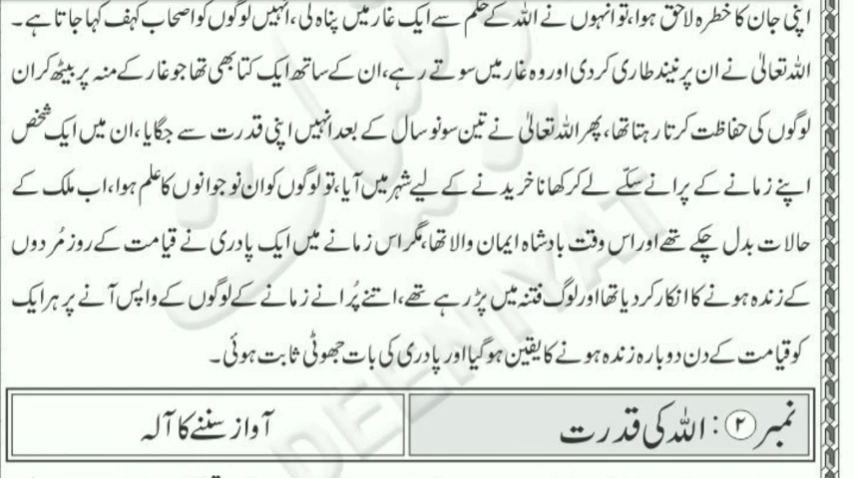 اپنی جان کا خطرہ لاحق ہوا، تو انہوں نے اللہ کے حکم سے ایک غار میں پناہ لی، انہیں لوگوں کو اصحاب کہف کہا جاتا ہے۔
اللہ تعالیٰ نے ان پر نیند طاری کردی اور وہ غار میں سوتے رہے، ان کے ساتھ ایک کتا بھی تھا جو غار کے منہ پر بیٹھ کر ان
لوگوں کی حفاظت کرتا رہتا تھا، پھر اللہ تعالیٰ نے تین سو نو سال کے بعد انہیں اپنی قدرت سے جگایا، ان میں ایک شخص
اپنے زمانے کے پرانے سکّے لے کر کھانا خریدنے کے لیے شہر میں آیا، تو لوگوں کو ان نوجوانوں کا علم ہوا، اب ملک کے
حالات بدل چکے تھے اور اس وقت بادشاہ ایمان والا تھا، مگر اس زمانے میں ایک پادری نے قیامت کے روز مُردوں
کے زندہ ہونے کا انکار کردیا تھا اور لوگ فتنہ میں پڑ رہے تھے، اتنے پُرانے زمانے کے لوگوں کے واپس آنے پر ہر ایک
کو قیامت کے دن دوبارہ زندہ ہونے کا یقین ہوگیا اور پادری کی بات جھوٹی ثابت ہوئی۔
نمبر ۲: اللہ کی قدرت
آواز سننے کا آلہ
DEENIYAT